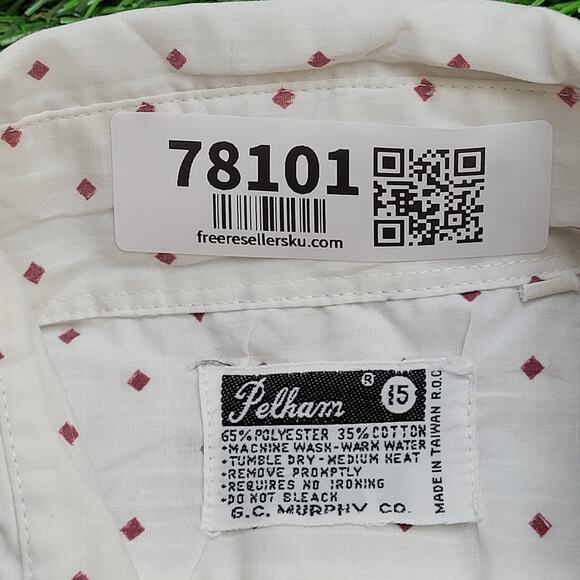 78101
freeresellersku.com
Pelham ® 15
65% POLYESTER 35% COTTON
•MACHINE WASH-WARM WATER
•TUMBLE DRY-MEDIUM HEAT
•REMOVE PROMPTLY
•REQUIRES NO IRONING
•DO NOT BLEACH
G.C. MURPHY CO.
MADE IN TAIWAN R.O.C